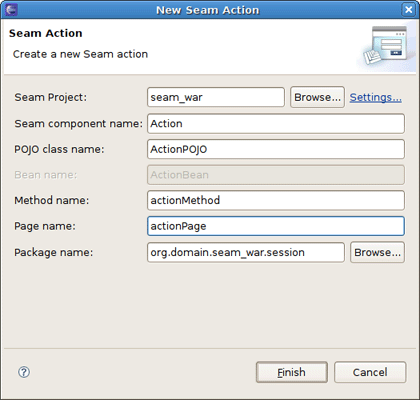 New Seam Action
Seam Action
Create a new Seam action
Seam Project: seam_war Browse... Settings...
Seam component name: Action
POJO class name: ActionPOJO
Bean name: ActionBean
Method name: actionMethod
Page name: actionPage
Package name: org.domain.seam_war.session Browse...
? Finish Cancel